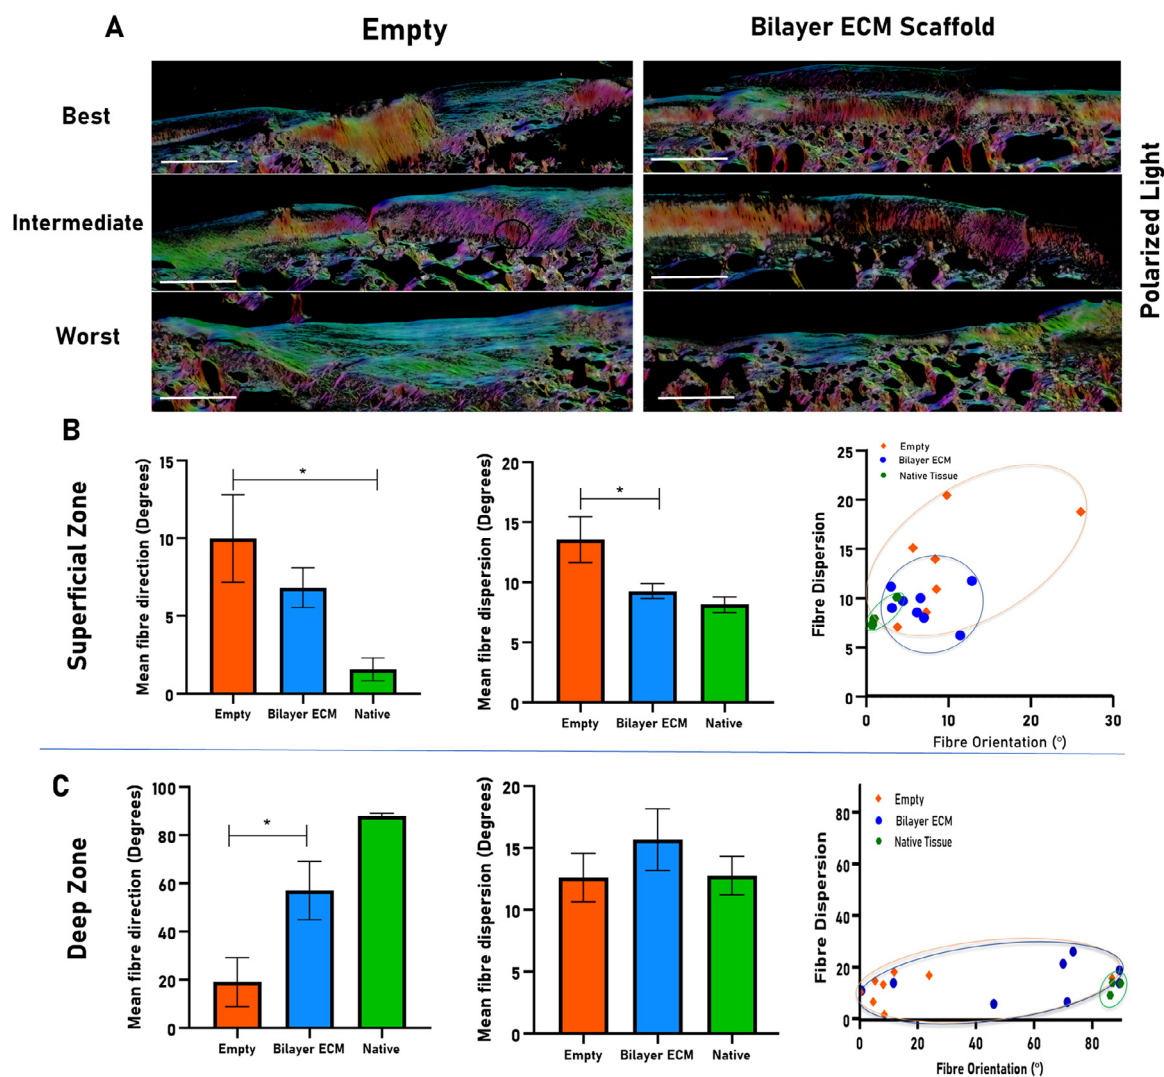 A
Empty
Bilayer ECM Scaffold
Best
Intermediate
Worst
Polarized Light
B
Superficial Zone
Mean fibre direction (Degrees)
15
10
5
0
*
Empty
Bilayer ECM
Native
Mean fibre dispersion (Degrees)
20
15
10
5
0
*
Empty
Bilayer ECM
Native
Fibre Dispersion
25
20
15
10
5
0
Empty
Bilayer ECM
Native Tissue
0 10 20 30
Fibre Orientation (°)
C
Deep Zone
Mean fibre direction (Degrees)
100
80
60
40
20
0
*
Empty
Bilayer ECM
Native
Mean fibre dispersion (Degrees)
20
15
10
5
0
Empty
Bilayer ECM
Native
Fibre Dispersion
80
60
40
20
0
Empty
Bilayer ECM
Native Tissue
0 20 40 60 80
Fibre Orientation (°)